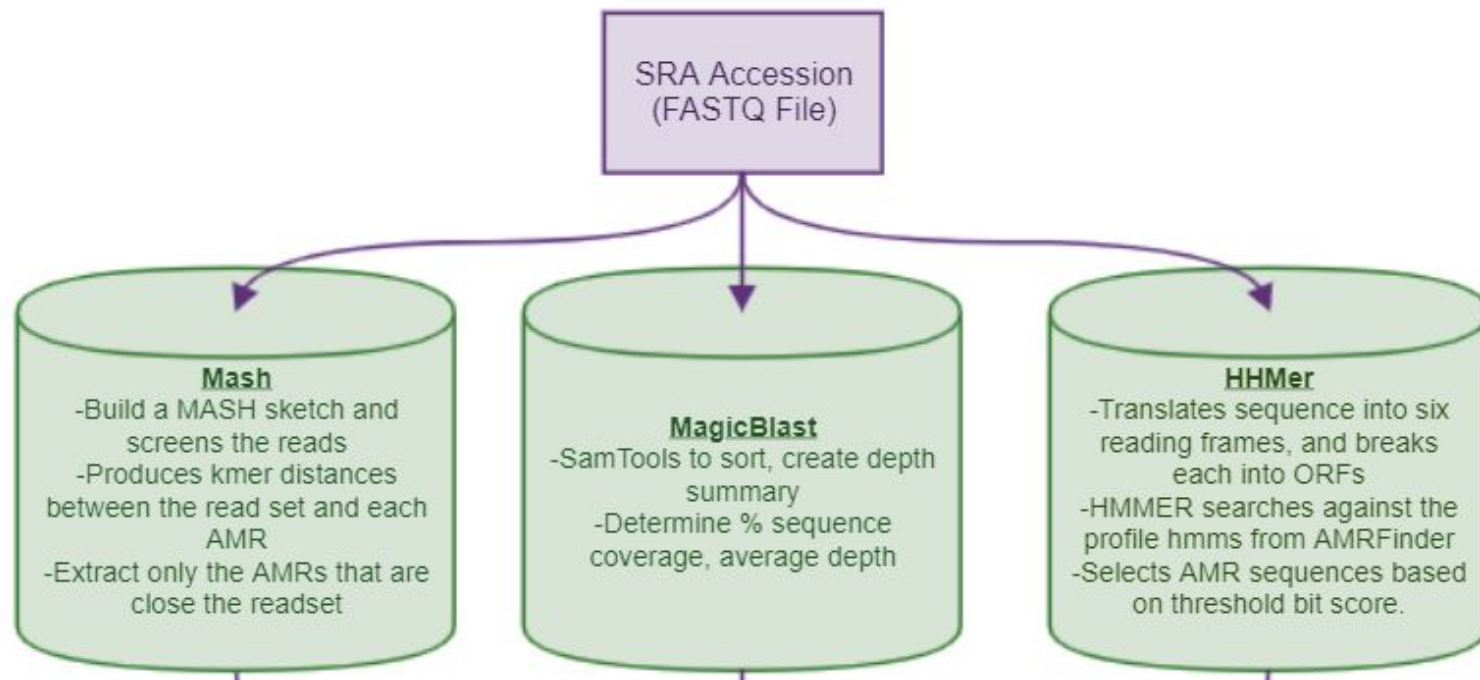 SRA Accession
(FASTQ File)
Mash
-Build a MASH sketch and
screens the reads
-Produces kmer distances
between the read set and each
AMR
-Extract only the AMRs that are
close the readset
MagicBlast
-SamTools to sort, create depth
summary
-Determine % sequence
coverage, average depth
HHMer
-Translates sequence into six
reading frames, and breaks
each into ORFs
-HMMER searches against the
profile hmms from AMRFinder
-Selects AMR sequences based
on threshold bit score.